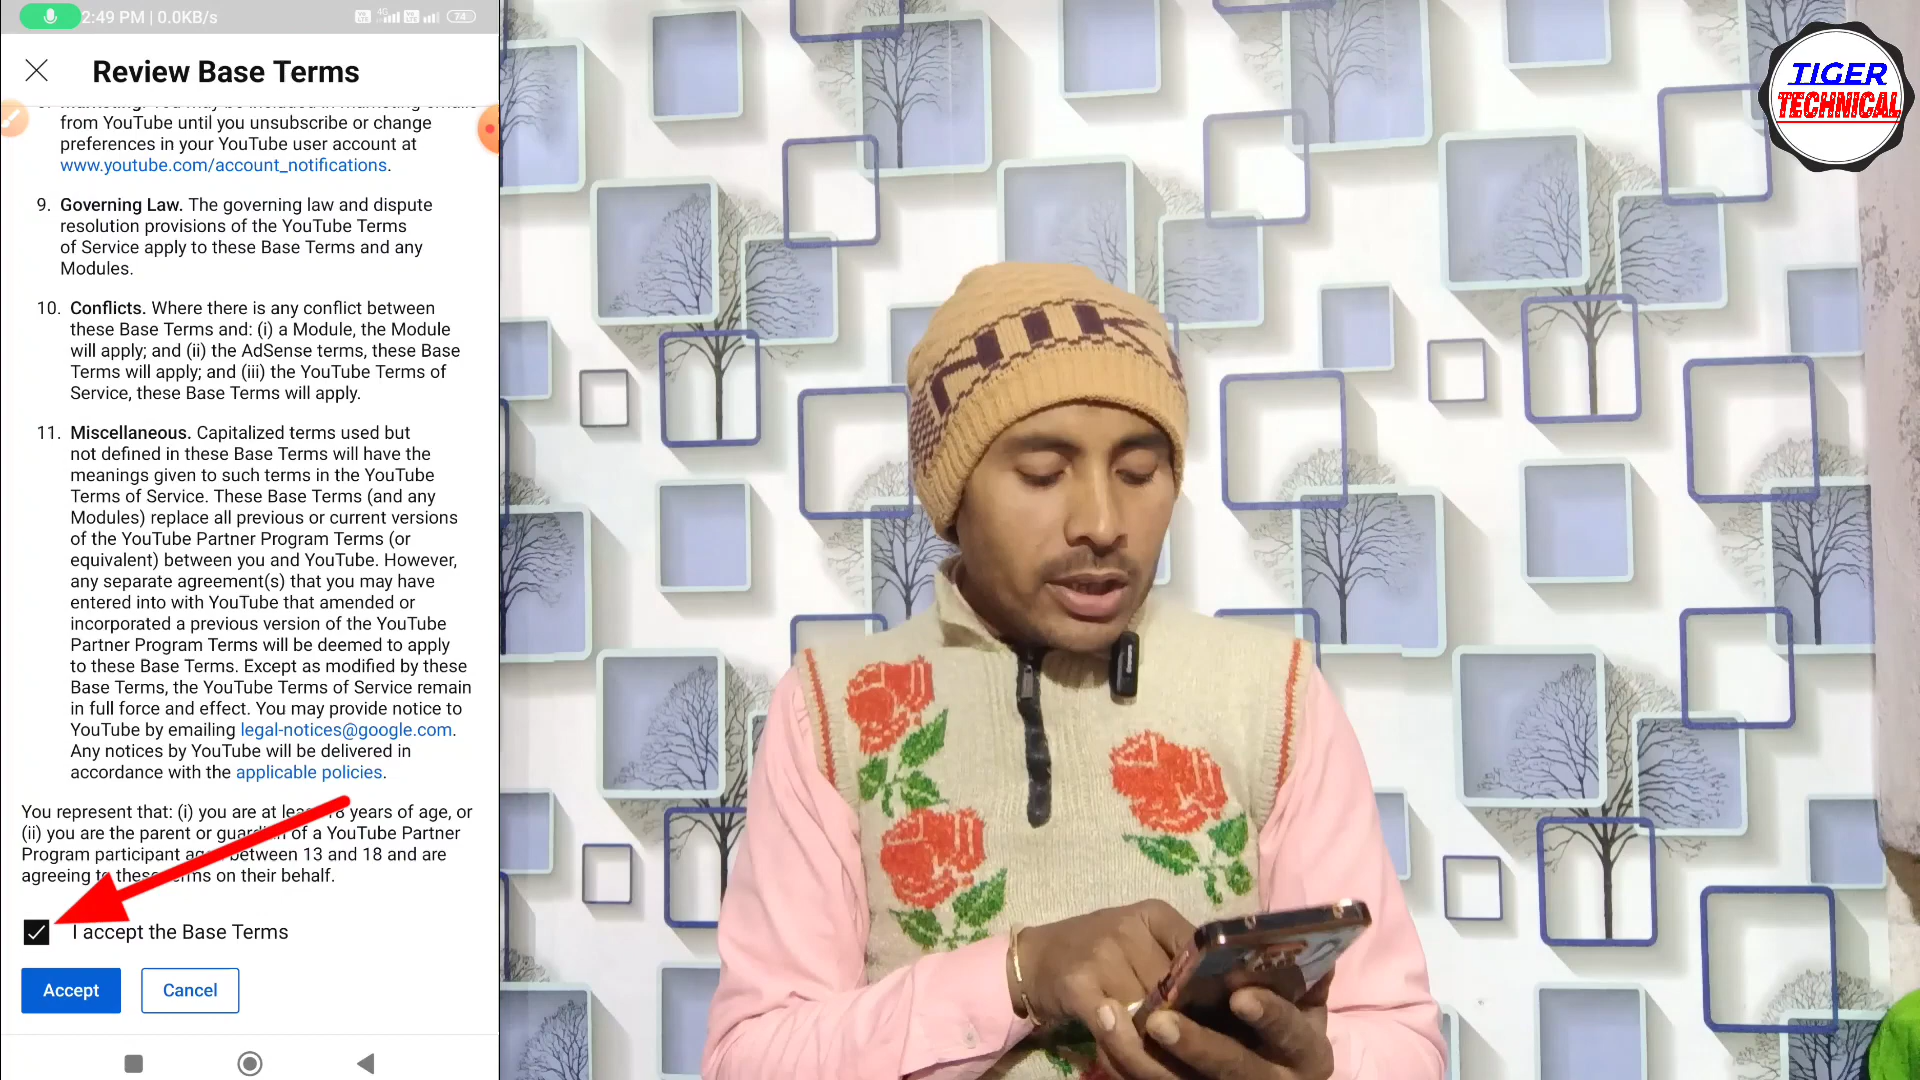 2:49 PM | 0.0KB/s
4G
74
Review Base Terms
from YouTube until you unsubscribe or change
preferences in your YouTube user account at
www.youtube.com/account_notifications.
9. Governing Law. The governing law and dispute
resolution provisions of the YouTube Terms
of Service apply to these Base Terms and any
Modules.
10. Conflicts. Where there is any conflict between
these Base Terms and: (i) a Module, the Module
will apply; and (ii) the AdSense terms, these Base
Terms will apply; and (iii) the YouTube Terms of
Service, these Base Terms will apply.
11. Miscellaneous. Capitalized terms used but
not defined in these Base Terms will have the
meanings given to such terms in the YouTube
Terms of Service. These Base Terms (and any
Modules) replace all previous or current versions
of the YouTube Partner Program Terms (or
equivalent) between you and YouTube. However,
any separate agreement(s) that you may have
entered into with YouTube that amended or
incorporated a previous version of the YouTube
Partner Program Terms will be deemed to apply
to these Base Terms. Except as modified by these
Base Terms, the YouTube Terms of Service remain
in full force and effect. You may provide notice to
YouTube by emailing legal-notices@google.com.
Any notices by YouTube will be delivered in
accordance with the applicable policies.
You represent that: (i) you are at least 18 years of age, or
(ii) you are the parent or guardian of a YouTube Partner
Program participant aged between 13 and 18 and are
agreeing to these terms on their behalf.
I accept the Base Terms
Accept
Cancel
TIGER
TECHNICAL